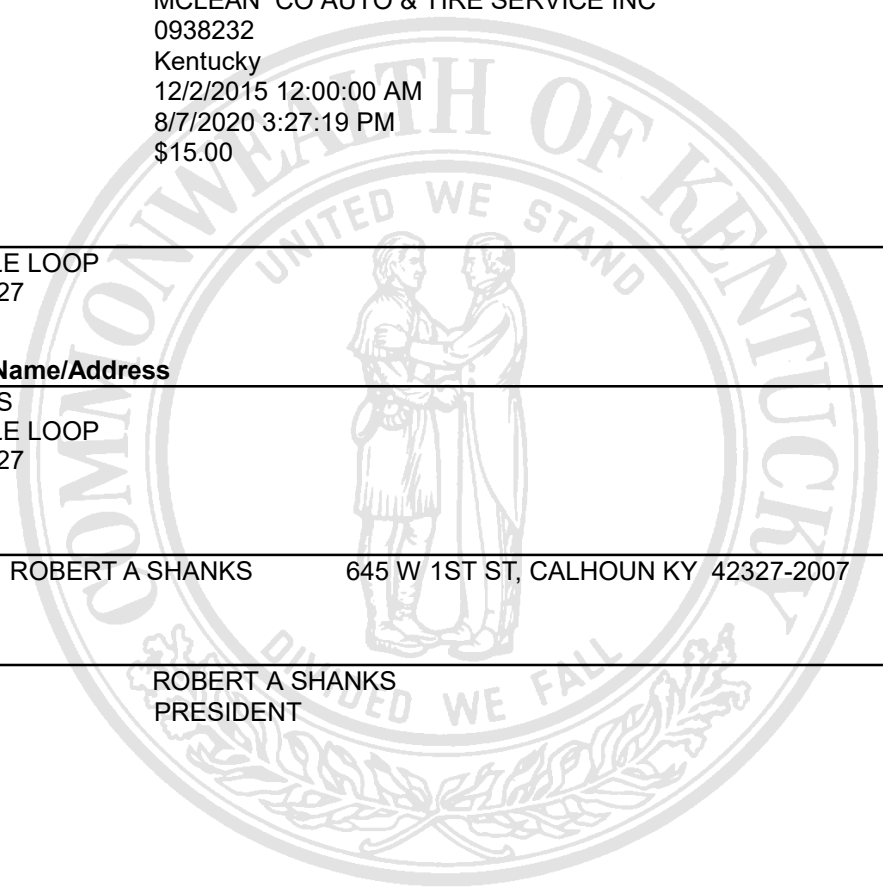 MCLEAN CO AUTO & TIRE SERVICE INC
0938232
Kentucky
12/2/2015 12:00:00 AM
8/7/2020 3:27:19 PM
$15.00
COMMONWEALTH OF KENTUCKY
UNITED WE STAND
LE LOOP
27
Name/Address
S
LE LOOP
27
ROBERT A SHANKS 645 W 1ST ST, CALHOUN KY 42327-2007
ROBERT A SHANKS
PRESIDENT
DIVIDED WE FALL